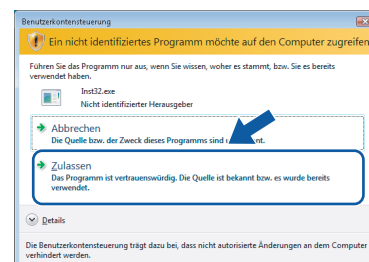 Benutzerkontensteuerung
Ein nicht identifiziertes Programm möchte auf den Computer zugreifen
Führen Sie das Programm nur aus, wenn Sie wissen, woher es stammt, bzw. Sie es bereits
verwendet haben.
Inst32.exe
Nicht identifizierter Herausgeber
Abbrechen
Die Quelle bzw. der Zweck dieses Programms sind
Zulassen
Das Programm ist vertrauenswürdig. Die Quelle ist bekannt bzw. es wurde bereits
verwendet.
Details
Die Benutzerkontensteuerung trägt dazu bei, dass nicht autorisierte Änderungen an dem Computer
verhindert werden.